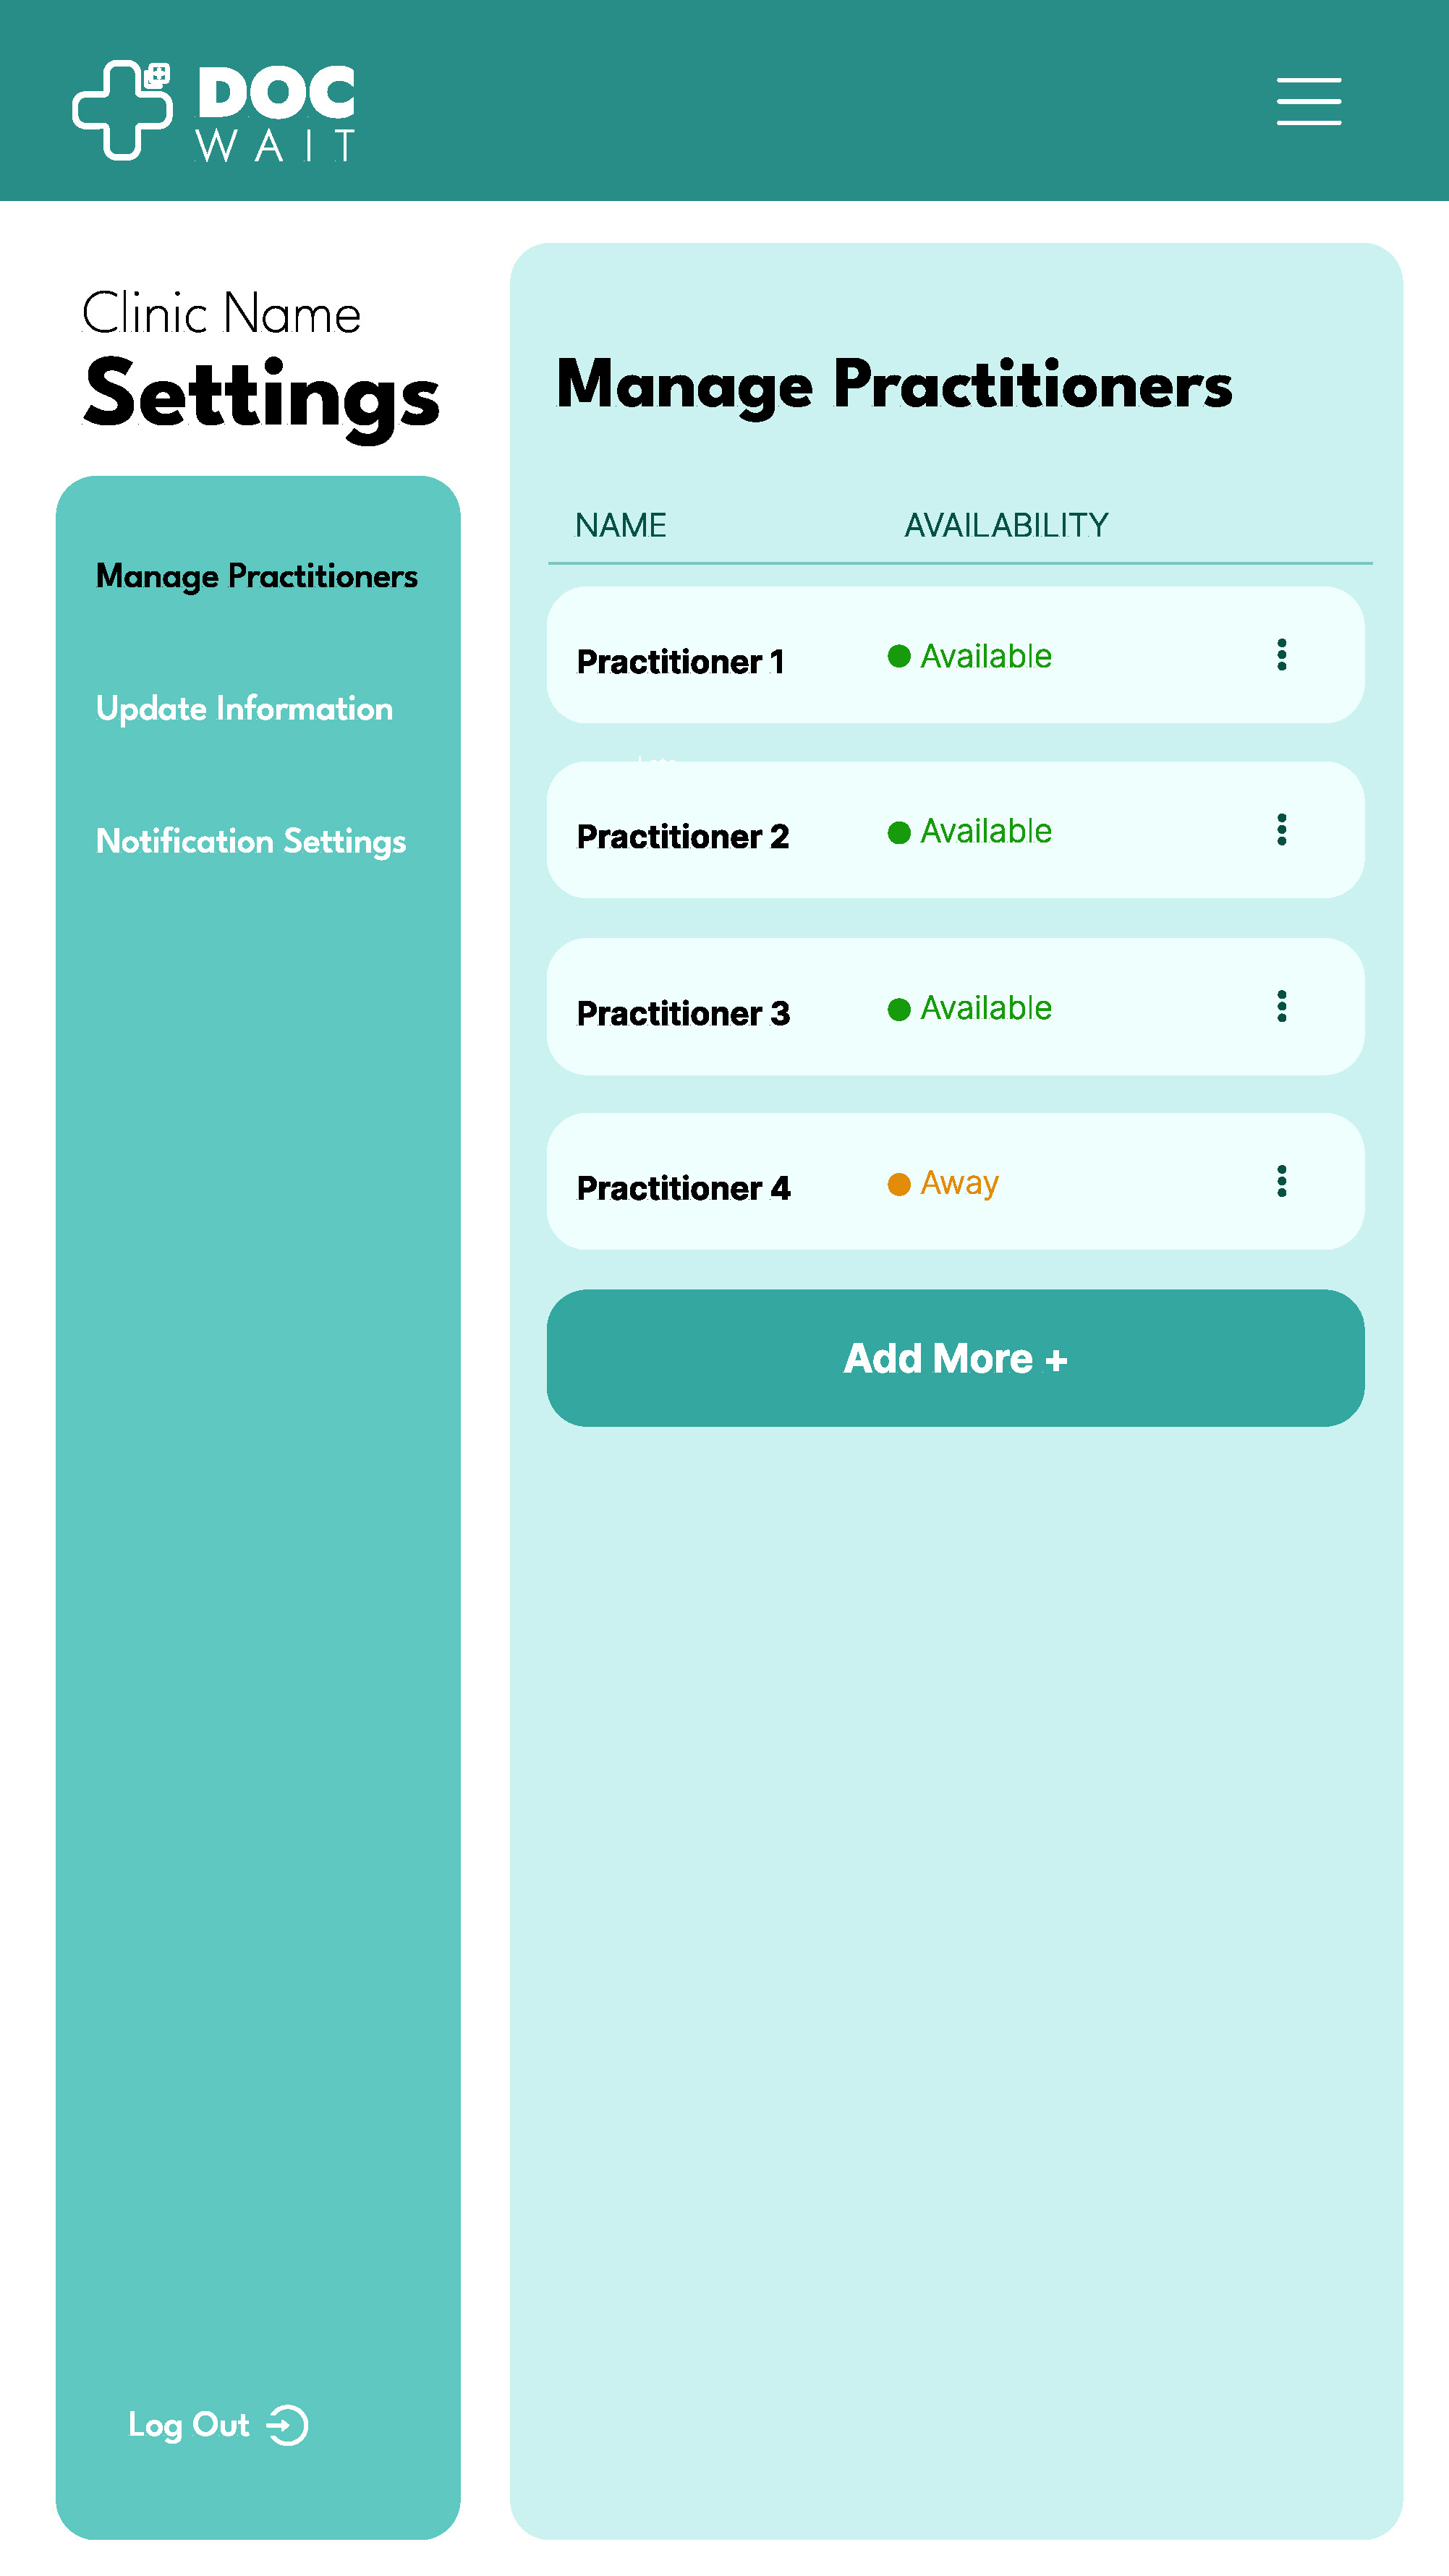 DOC
WAIT
Clinic Name
Settings
Manage Practitioners
Update Information
Notification Settings
Log Out
Manage Practitioners
NAME AVAILABILITY
Practitioner 1 Available
Practitioner 2 Available
Practitioner 3 Available
Practitioner 4 Away
Add More +